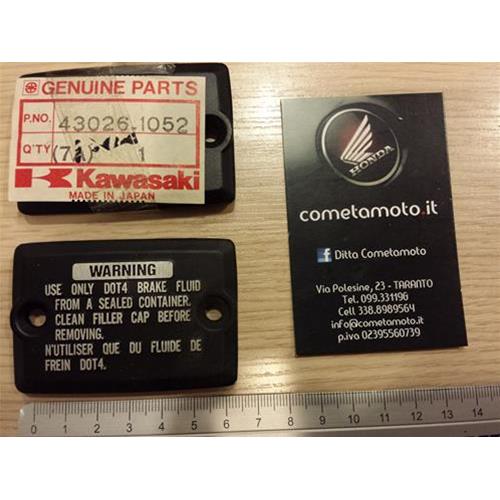 GENUINE PARTS
P.NO. 43026-1052
Q'TY 1
Kawasaki
MADE IN JAPAN
WARNING
USE ONLY DOT4 BRAKE FLUID
FROM A SEALED CONTAINER.
CLEAN FILLER CAP BEFORE
REMOVING.
N'UTILISER QUE DU FLUIDE DE
FREIN DOT4.
HONDA
cometamoto.it
f Ditta Cometamoto
Via Polesine, 23 - TARANTO
Tel. 099.331196
Cell 338.8989564
info@cometamoto.it
p.iva 02395560739
0 1 2 3 4 5 6 7 8 9 10 11 12 13 14